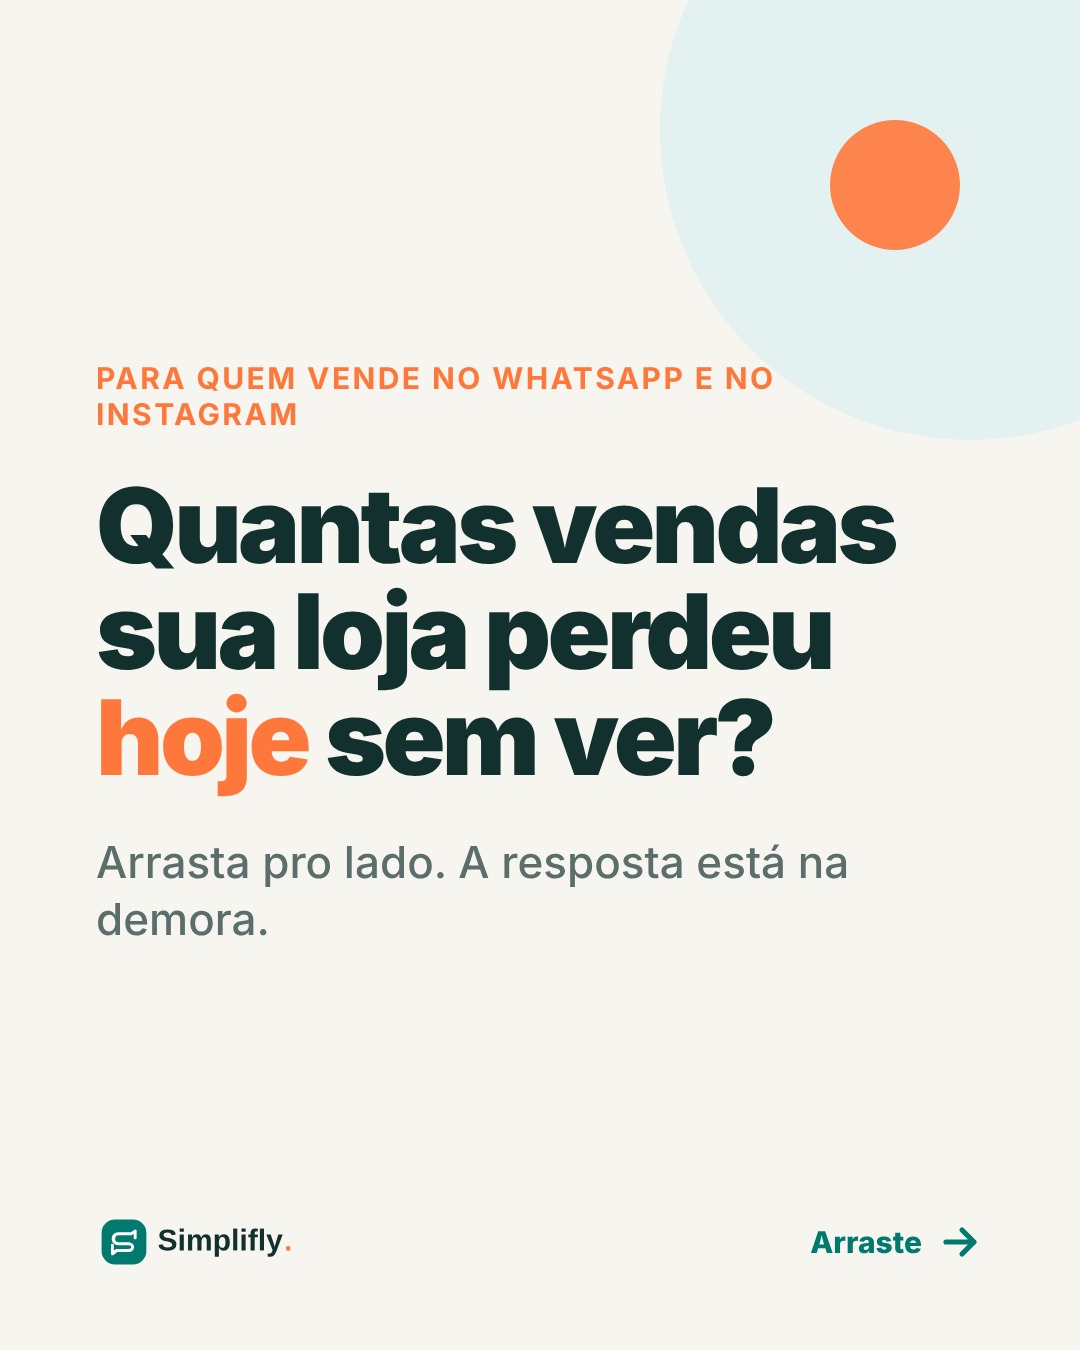 PARA QUEM VENDE NO WHATSAPP E NO
INSTAGRAM
Quantas vendas
sua loja perdeu
hoje sem ver?
Arrasta pro lado. A resposta está na
demora.
Simplifly.
Arraste →